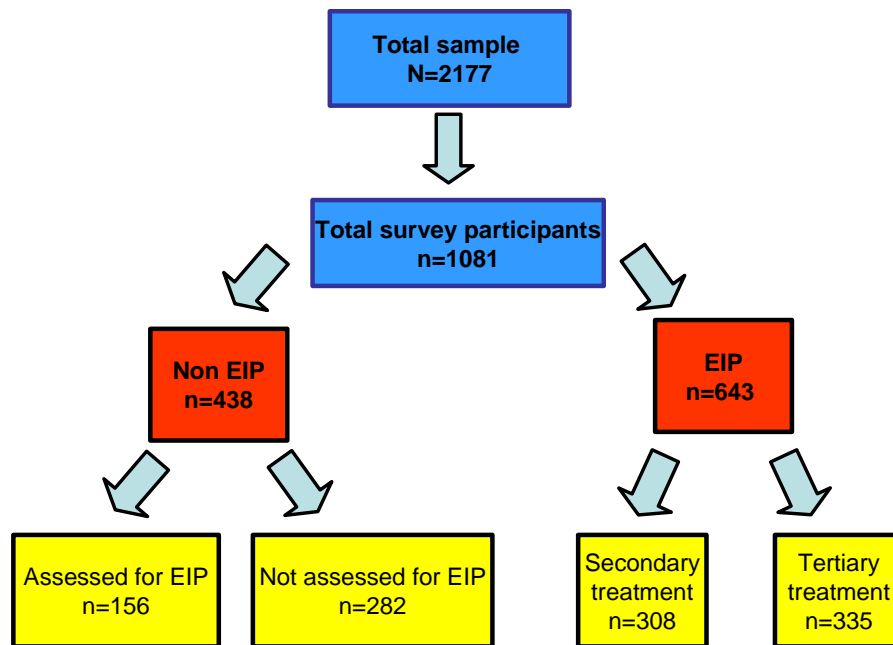 Total sample
N=2177
Total survey participants
n=1081
Non EIP
n=438
EIP
n=643
Assessed for EIP
n=156
Not assessed for EIP
n=282
Secondary
treatment
n=308
Tertiary
treatment
n=335